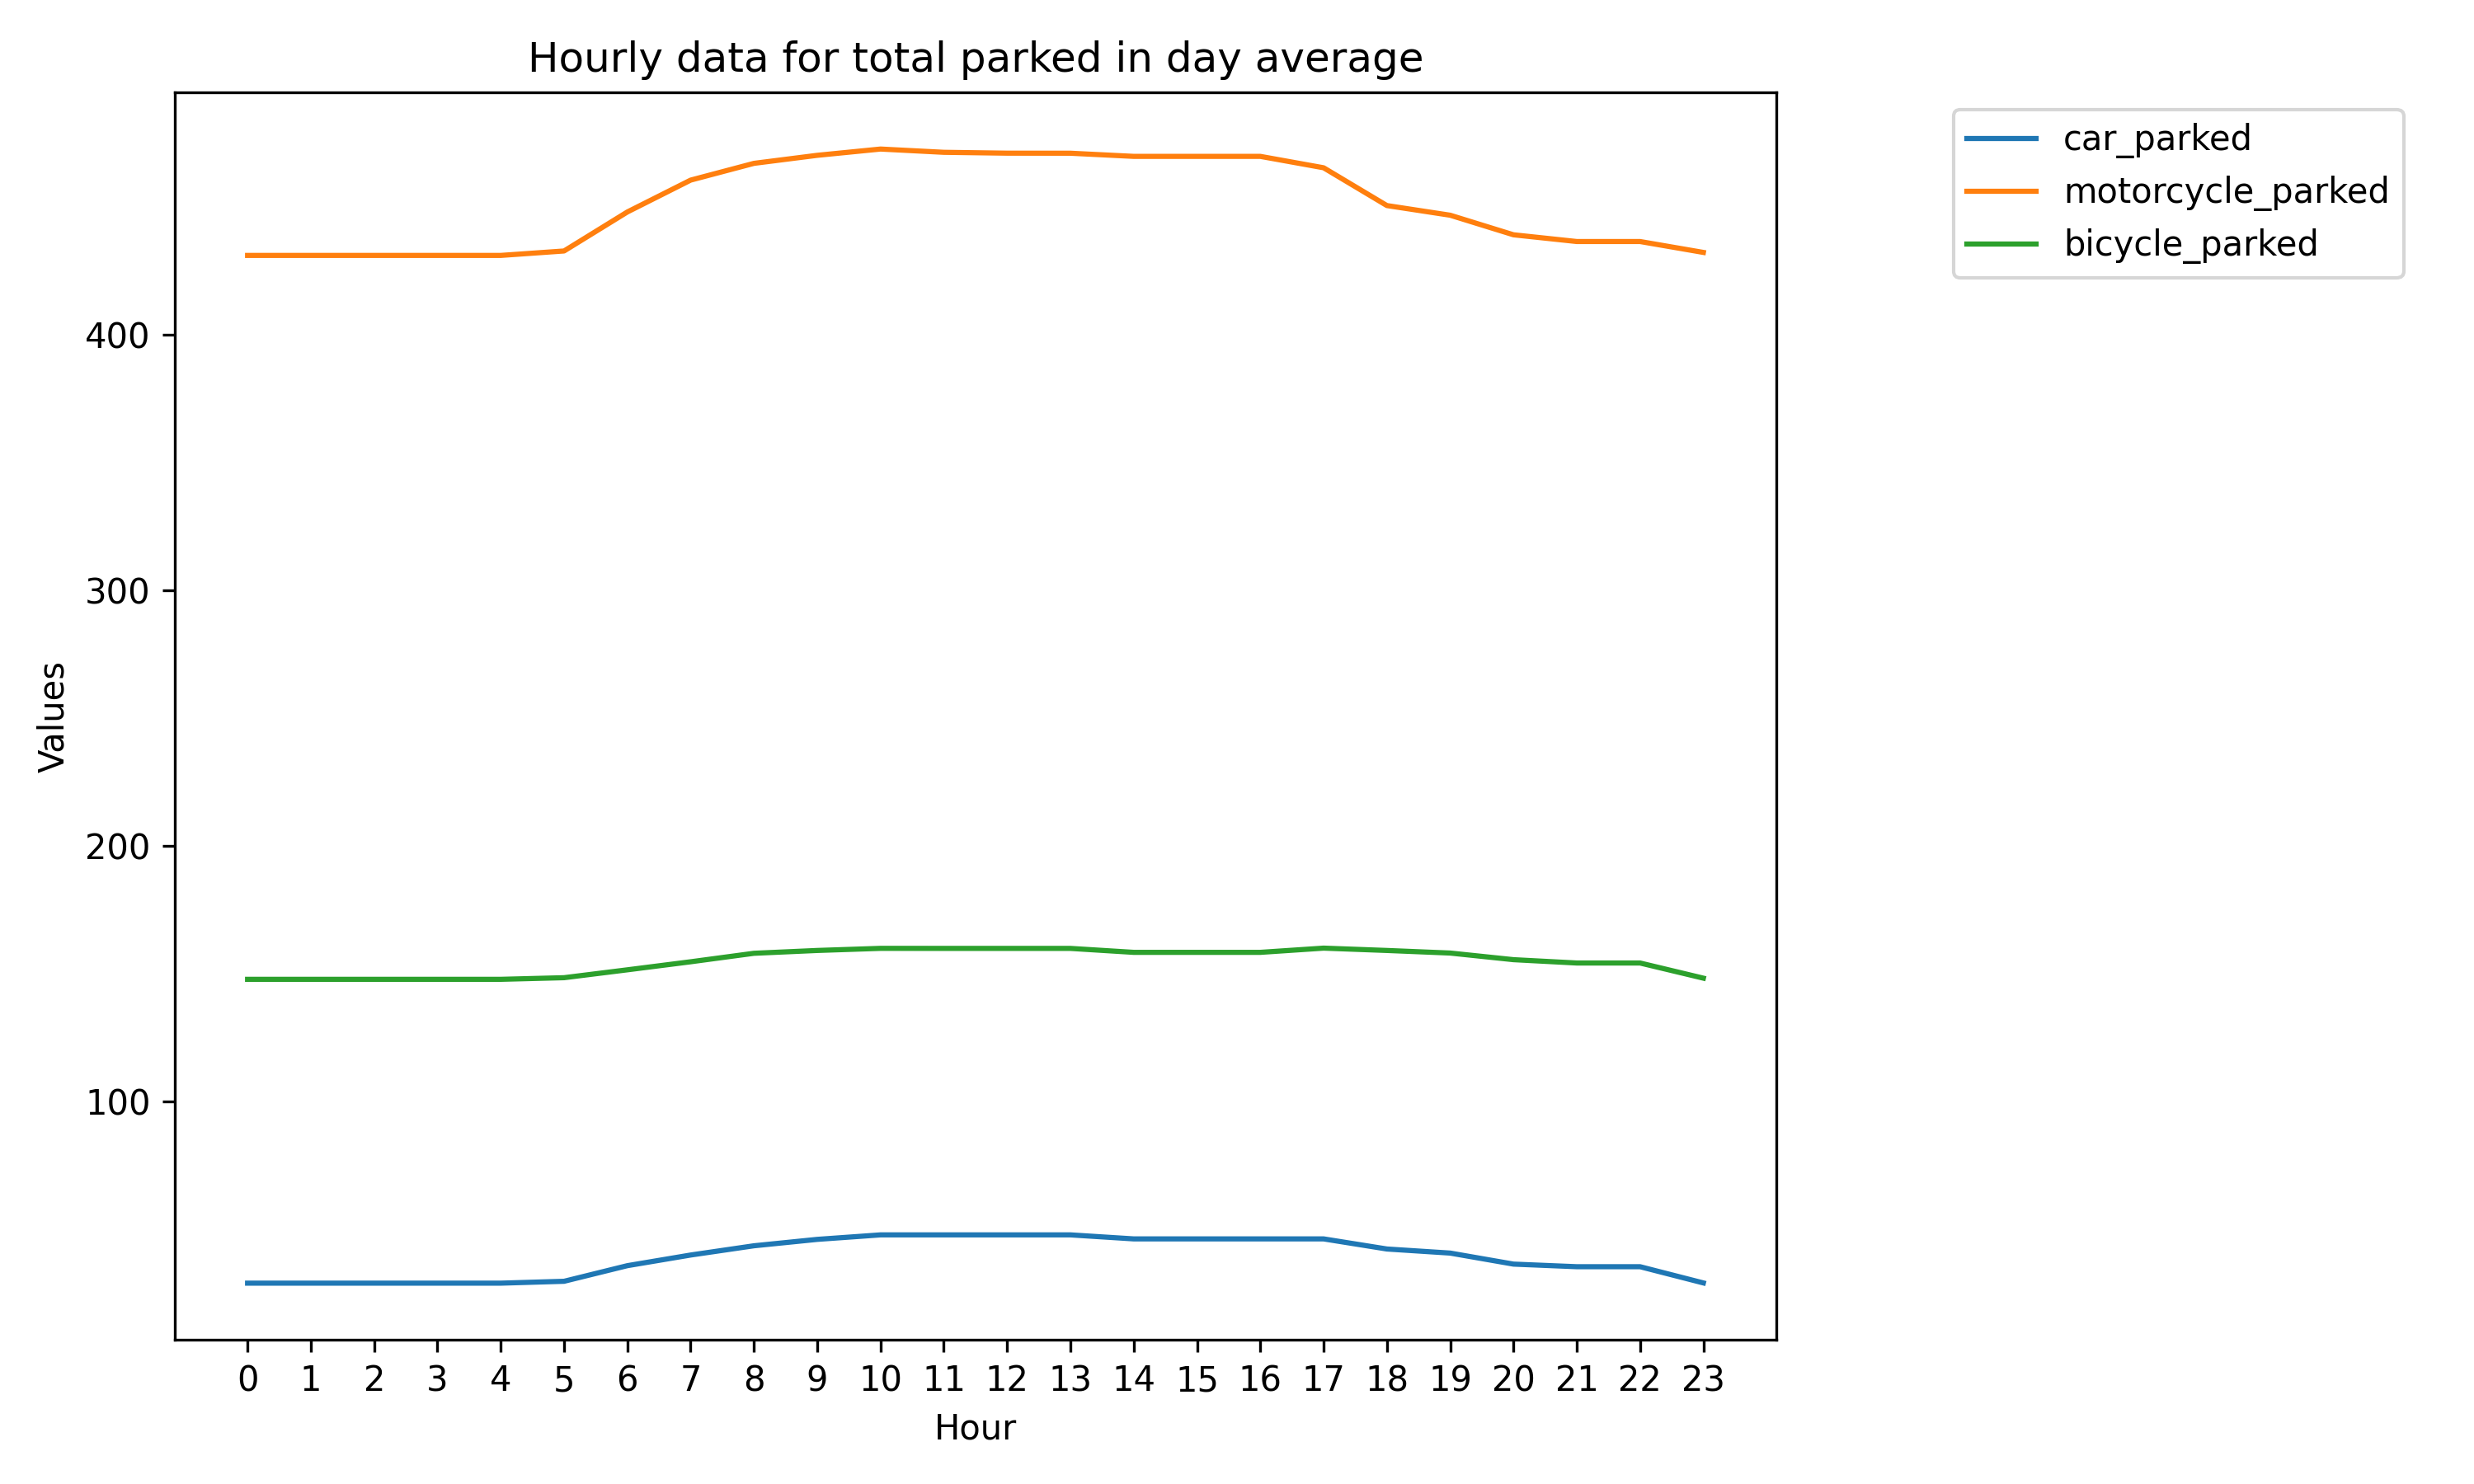 Hourly data for total parked in day average
car_parked
motorcycle_parked
bicycle_parked
400
300
200
100
Values
0 1 2 3 4 5 6 7 8 9 10 11 12 13 14 15 16 17 18 19 20 21 22 23
Hour